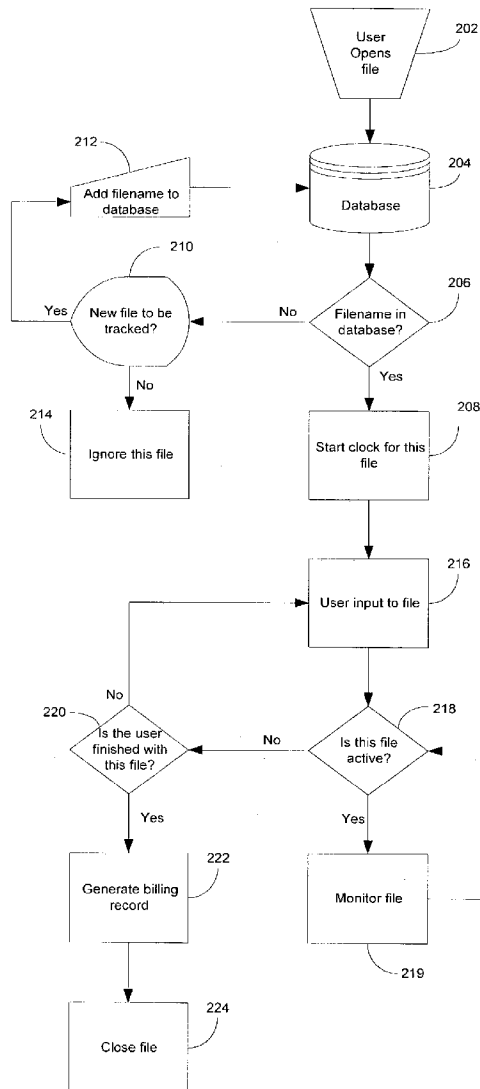 User
Opens
file
202
212
Add filename to
database
204
Database
210
New file to be
tracked?
Yes
No
Filename in
database?
206
No
Yes
214
Ignore this file
208
Start clock for this
file
216
User input to file
No
220
Is the user
finished with
this file?
No
218
Is this file
active?
Yes
Yes
222
Generate billing
record
Monitor file
219
224
Close file